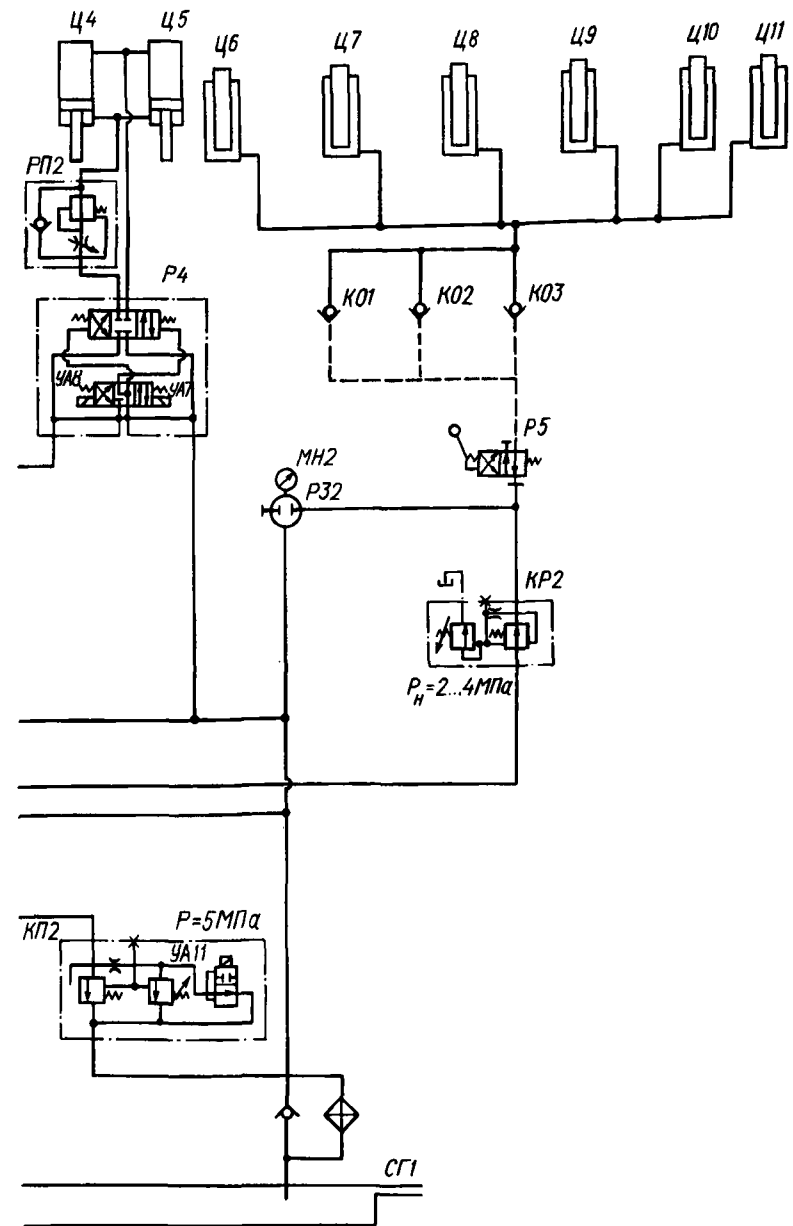 Ц4
Ц5
Ц6
Ц7
Ц8
Ц9
Ц10
Ц11
РП2
Р4
КО1
КО2
КО3
УА8
УА7
Р5
МН2
РЗ2
КР2
Рн=2...4МПа
Р=5МПа
КП2
УА11
СГ1